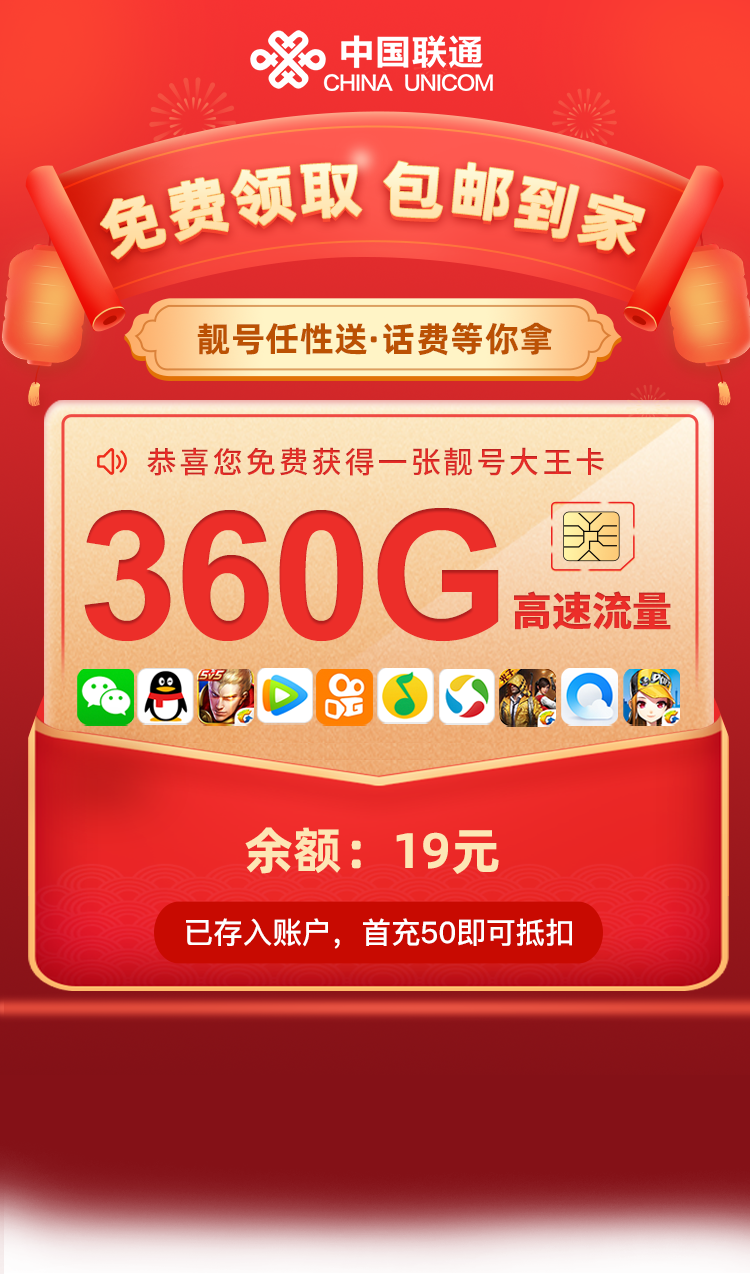 中国联通
CHINA UNICOM
免费领取 包邮到家
靓号任性送·话费等你拿
恭喜您免费获得一张靓号大王卡
360G
高速流量
5v5
余额：19元
已存入账户，首充50即可抵扣